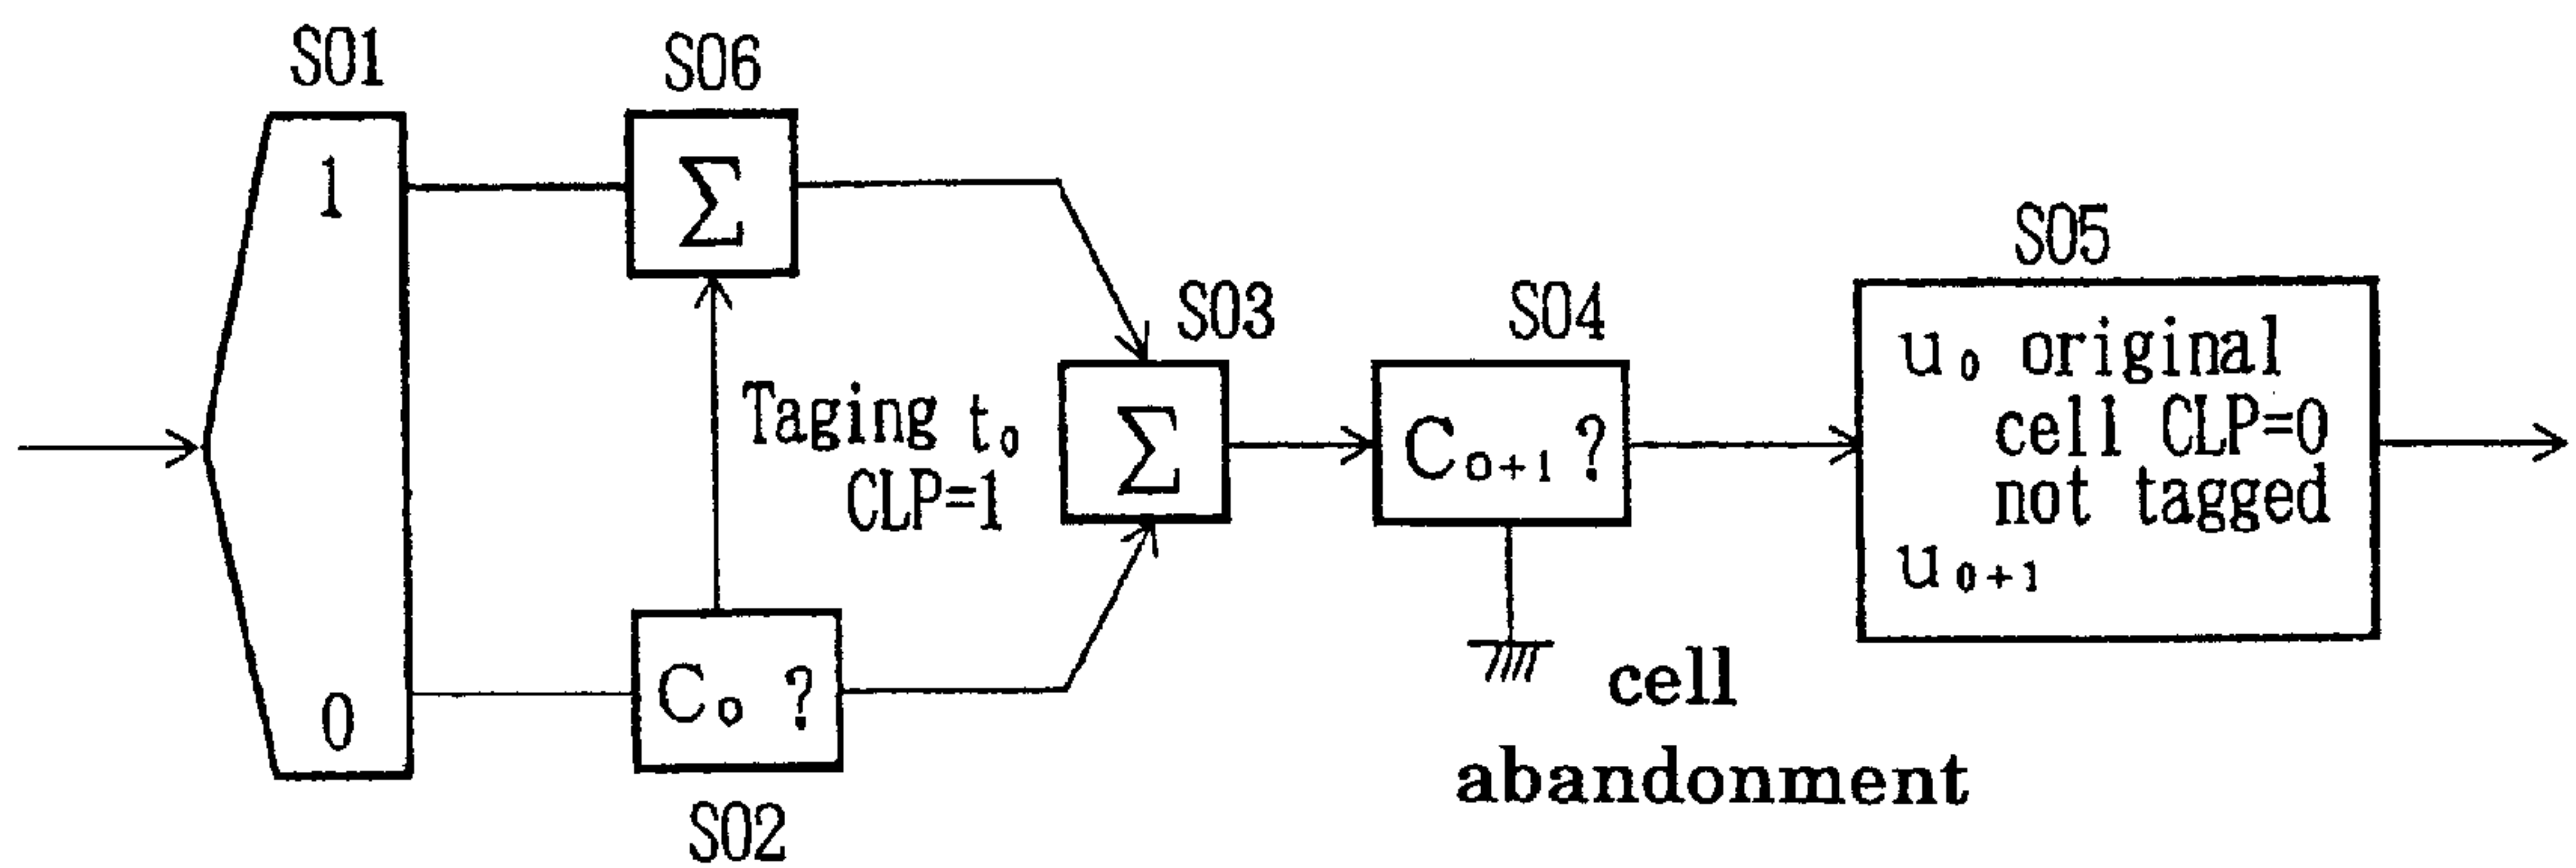 S01
1
0
S06
Σ
Taging t₀
CLP=1
C₀ ?
S02
S03
Σ
S04
C₀₊₁ ?
cell
abandonment
S05
u₀ original
cell CLP=0
not tagged
u₀₊₁